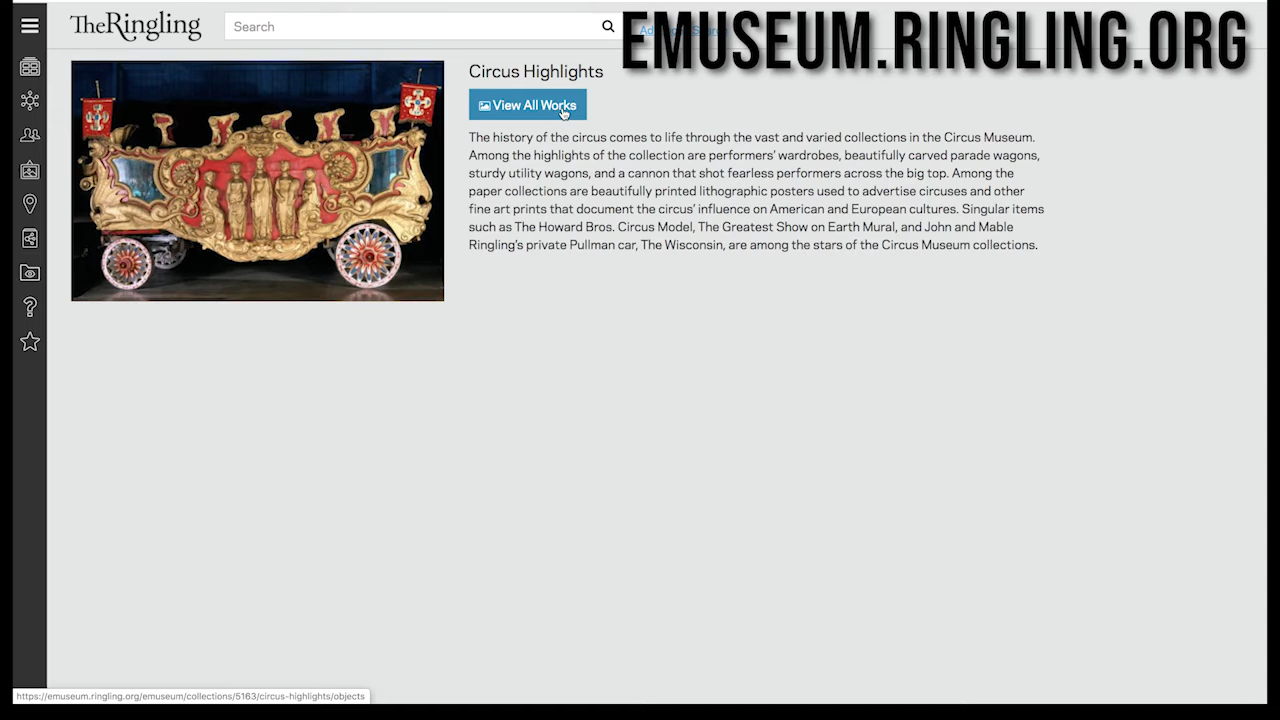 TheRingling
Search
EMUSEUM.RINGLING.ORG
Circus Highlights
View All Works
The history of the circus comes to life through the vast and varied collections in the Circus Museum.
Among the highlights of the collection are performers' wardrobes, beautifully carved parade wagons,
sturdy utility wagons, and a cannon that shot fearless performers across the big top. Among the
paper collections are beautifully printed lithographic posters used to advertise circuses and other
fine art prints that document the circus' influence on American and European cultures. Singular items
such as The Howard Bros. Circus Model, The Greatest Show on Earth Mural, and John and Mable
Ringling's private Pullman car, The Wisconsin, are among the stars of the Circus Museum collections.
https://emuseum.ringling.org/emuseum/collections/5163/circus-highlights/objects